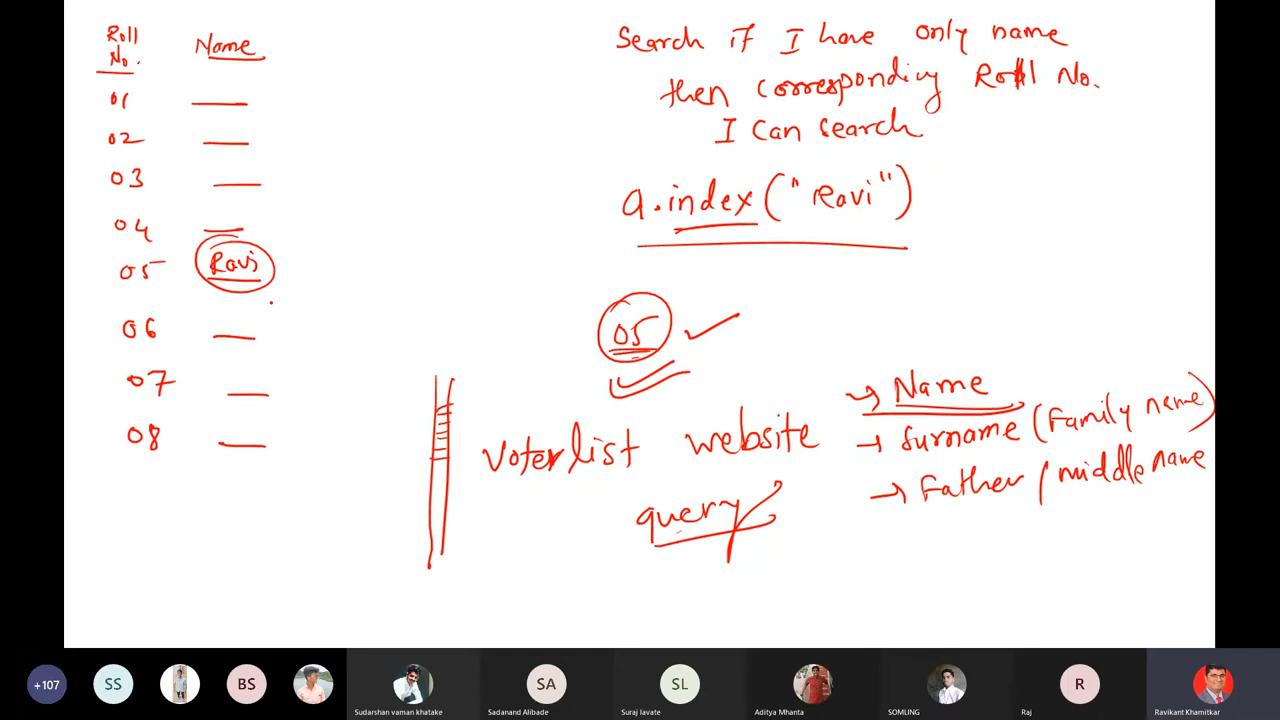 Roll
No.
Name
01
02
03
04
05
Ravi
06
07
08
Search if I have only name
then corresponding Roll No.
I can search
a.index("Ravi")
05
Voterlist website
query
→ Name
→ Surname (Family name)
→ Father / middle name
+107
SS
BS
Sudarshan vaman khatake
SA
Sadanand Alibade
SL
Suraj lavate
Aditya Mhanta
SOMLING
R
Raj
Ravikant Khamitkar